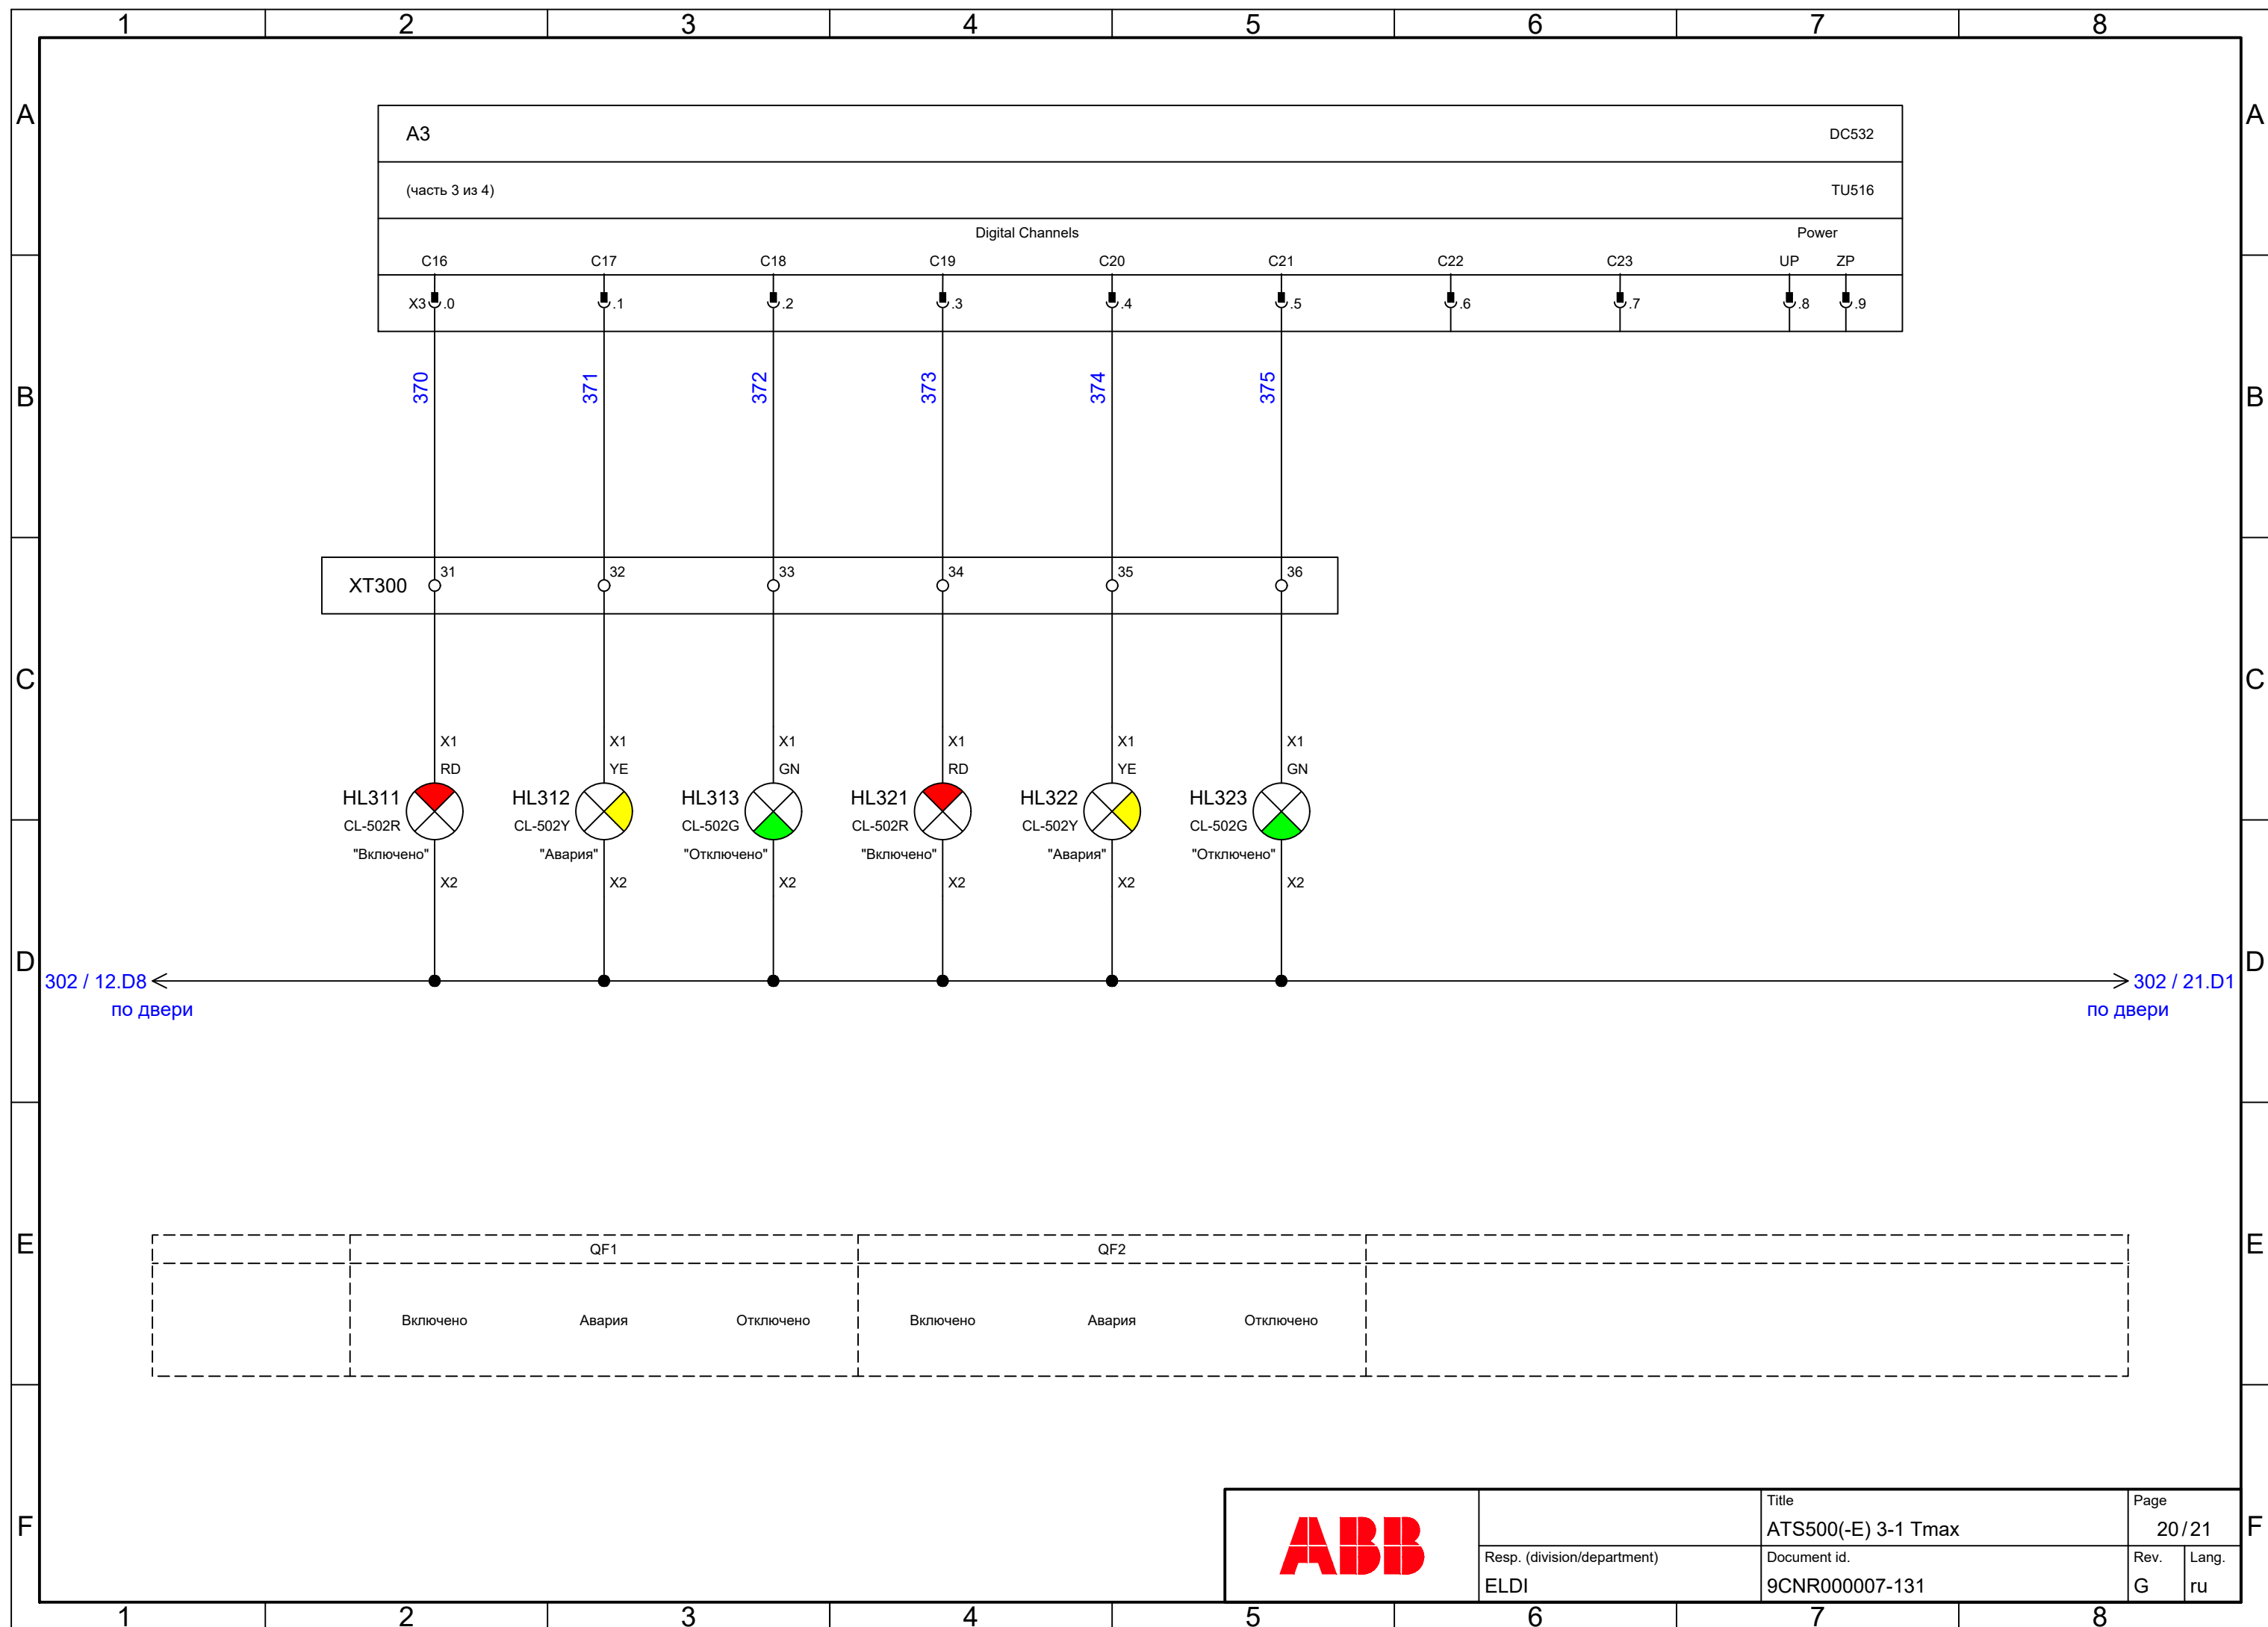 1 2 3 4 5 6 7 8
A A
A3 DC532
(часть 3 из 4) TU516
Digital Channels Power
C16 C17 C18 C19 C20 C21 C22 C23 UP ZP
X3 .0 .1 .2 .3 .4 .5 .6 .7 .8 .9
B 370 371 372 373 374 375 B
XT300 31 32 33 34 35 36
C C
X1 X1 X1 X1 X1 X1
RD YE GN RD YE GN
HL311 HL312 HL313 HL321 HL322 HL323
CL-502R CL-502Y CL-502G CL-502R CL-502Y CL-502G
"Включено" "Авария" "Отключено" "Включено" "Авария" "Отключено"
X2 X2 X2 X2 X2 X2
D D
302 / 12.D8 302 / 21.D1
по двери по двери
E E
QF1 QF2
Включено Авария Отключено Включено Авария Отключено
F F
ABB
Title Page
ATS500(-E) 3-1 Tmax 20/21
Resp. (division/department) Document id. Rev. Lang.
ELDI 9CNR000007-131 G ru
1 2 3 4 5 6 7 8